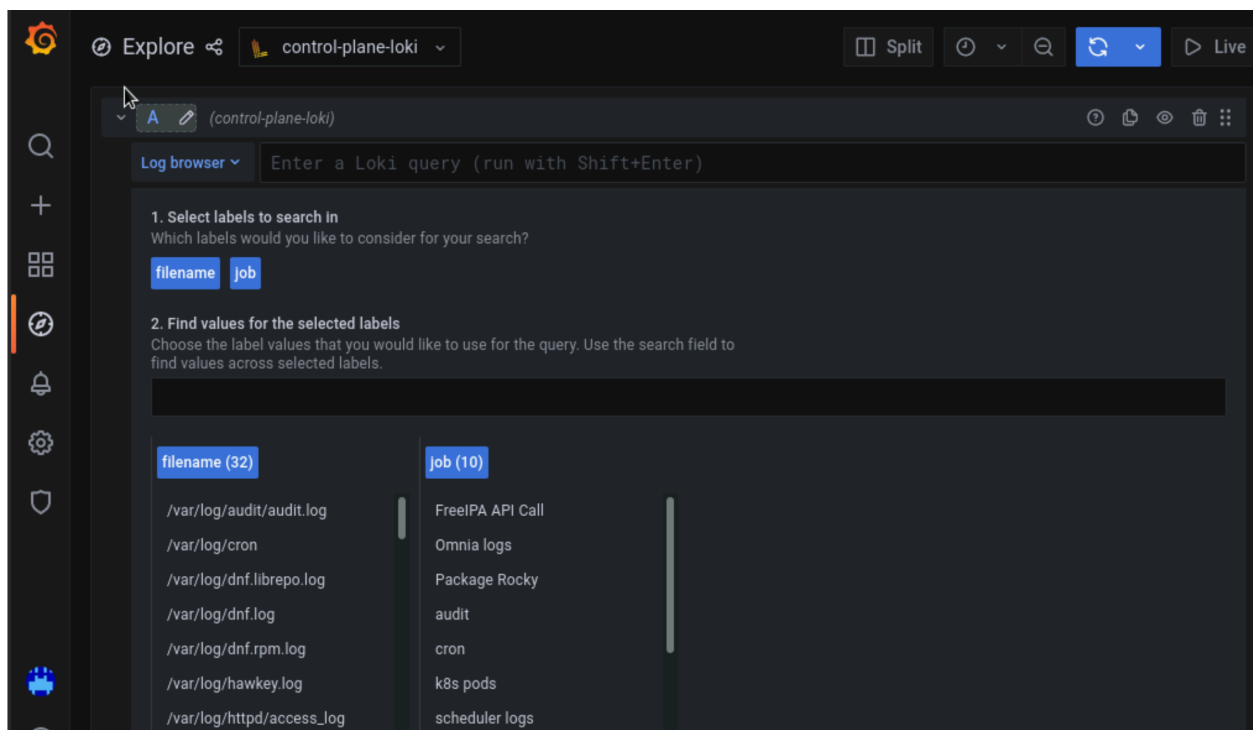 Explore control-plane-loki Split Live
A (control-plane-loki)
Log browser Enter a Loki query (run with Shift+Enter)
1. Select labels to search in
Which labels would you like to consider for your search?
filename job
2. Find values for the selected labels
Choose the label values that you would like to use for the query. Use the search field to
find values across selected labels.
filename (32) job (10)
/var/log/audit/audit.log FreeIPA API Call
/var/log/cron Omnia logs
/var/log/dnf.librepo.log Package Rocky
/var/log/dnf.log audit
/var/log/dnf.rpm.log cron
/var/log/hawkey.log k8s pods
/var/log/httpd/access_log scheduler logs